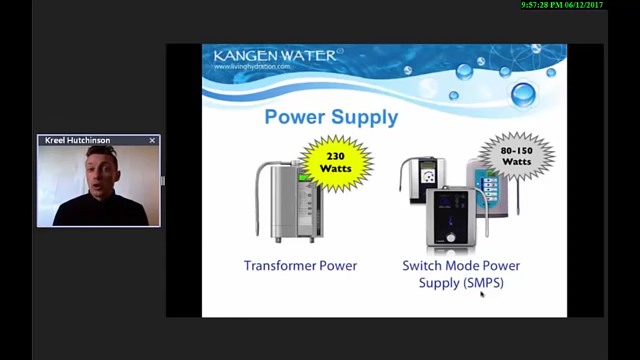 9:57:28 PM 06/12/2017
KANGEN WATER
www.livinghydration.com
Kreel Hutchinson
Power Supply
230
Watts
80-150
Watts
Transformer Power
Switch Mode Power
Supply (SMPS)